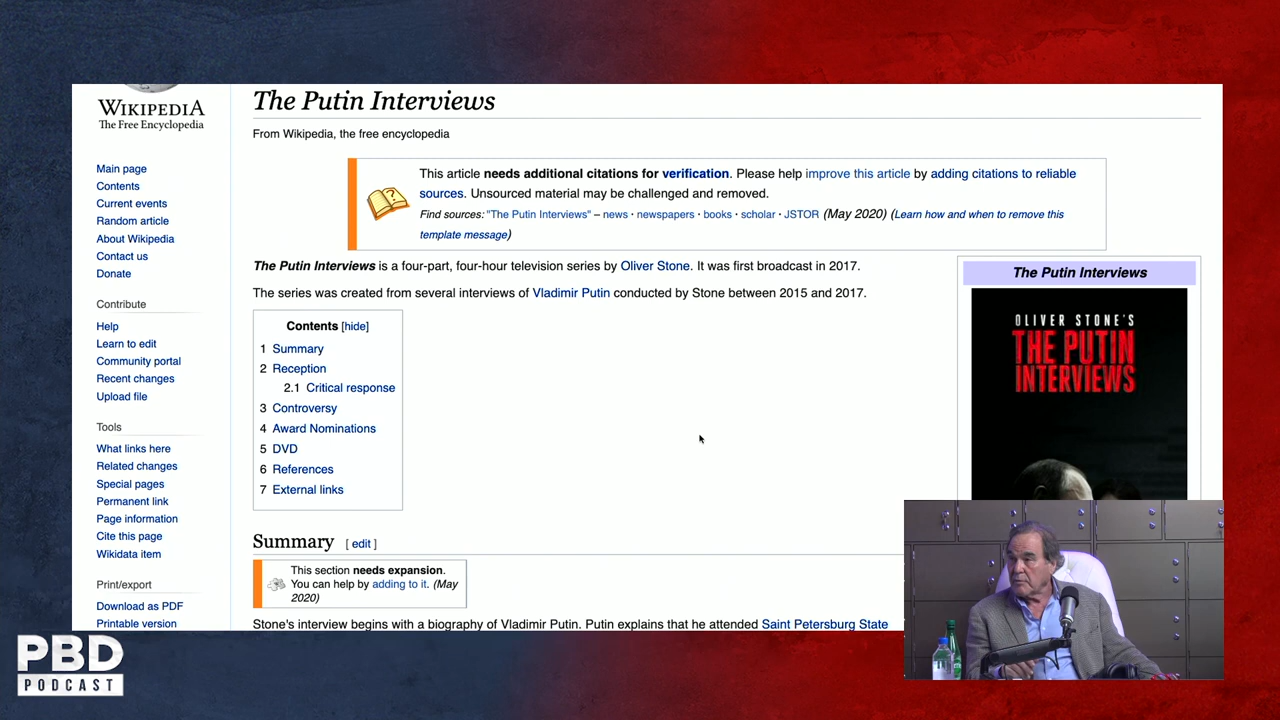 WIKIPEDIA
The Free Encyclopedia
Main page
Contents
Current events
Random article
About Wikipedia
Contact us
Donate
Contribute
Help
Learn to edit
Community portal
Recent changes
Upload file
Tools
What links here
Related changes
Special pages
Permanent link
Page information
Cite this page
Wikidata item
Print/export
Download as PDF
Printable version
The Putin Interviews
From Wikipedia, the free encyclopedia
This article needs additional citations for verification. Please help improve this article by adding citations to reliable
sources. Unsourced material may be challenged and removed.
Find sources: "The Putin Interviews" – news · newspapers · books · scholar · JSTOR (May 2020) (Learn how and when to remove this
template message)
The Putin Interviews is a four-part, four-hour television series by Oliver Stone. It was first broadcast in 2017.
The series was created from several interviews of Vladimir Putin conducted by Stone between 2015 and 2017.
Contents [hide]
1 Summary
2 Reception
2.1 Critical response
3 Controversy
4 Award Nominations
5 DVD
6 References
7 External links
Summary [ edit ]
This section needs expansion.
You can help by adding to it. (May
2020)
Stone's interview begins with a biography of Vladimir Putin. Putin explains that he attended Saint Petersburg State
The Putin Interviews
OLIVER STONE'S
THE PUTIN
INTERVIEWS
PBD
PODCAST